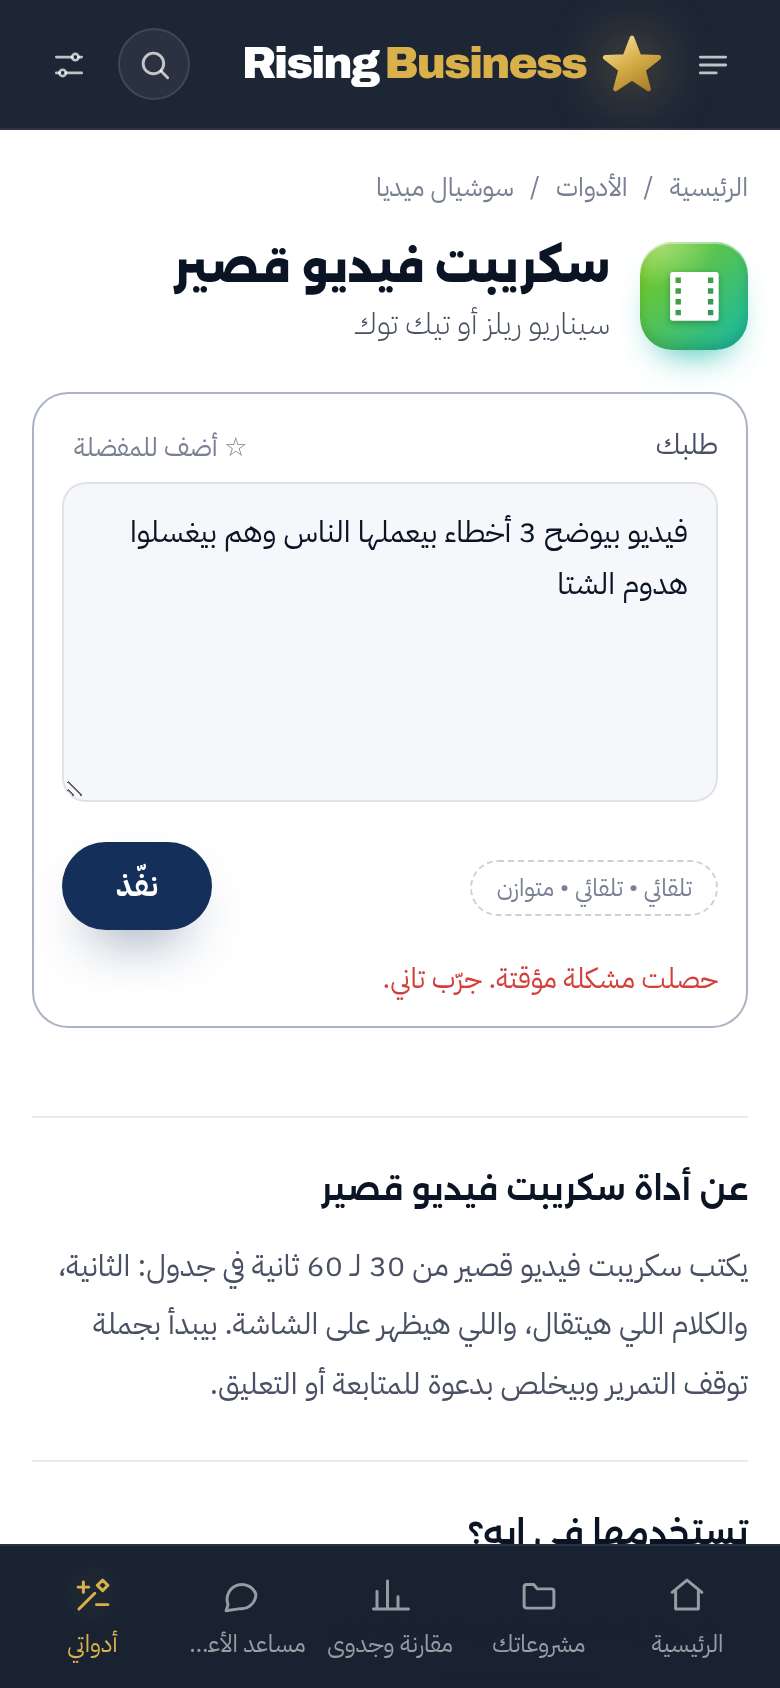 Rising Business
الرئيسية / الأدوات / سوشيال ميديا
سكريبت فيديو قصير
سيناريو ريلز أو تيك توك
طلبك
☆ أضف للمفضلة
فيديو بيوضح 3 أخطاء بيعملها الناس وهم بيغسلوا
هدوم الشتا
تلقائي • تلقائي • متوازن
نفّذ
حصلت مشكلة مؤقتة. جرّب تاني.
عن أداة سكريبت فيديو قصير
يكتب سكريبت فيديو قصير من 30 لـ 60 ثانية في جدول: الثانية،
والكلام اللي هيتقال، واللي هيظهر على الشاشة. بيبدأ بجملة
توقف التمرير وبيخلص بدعوة للمتابعة أو التعليق.
تستخدمها في إيه؟
الرئيسية
مشروعاتك
مقارنة وجدوى
مساعد الأع...
أدواتي